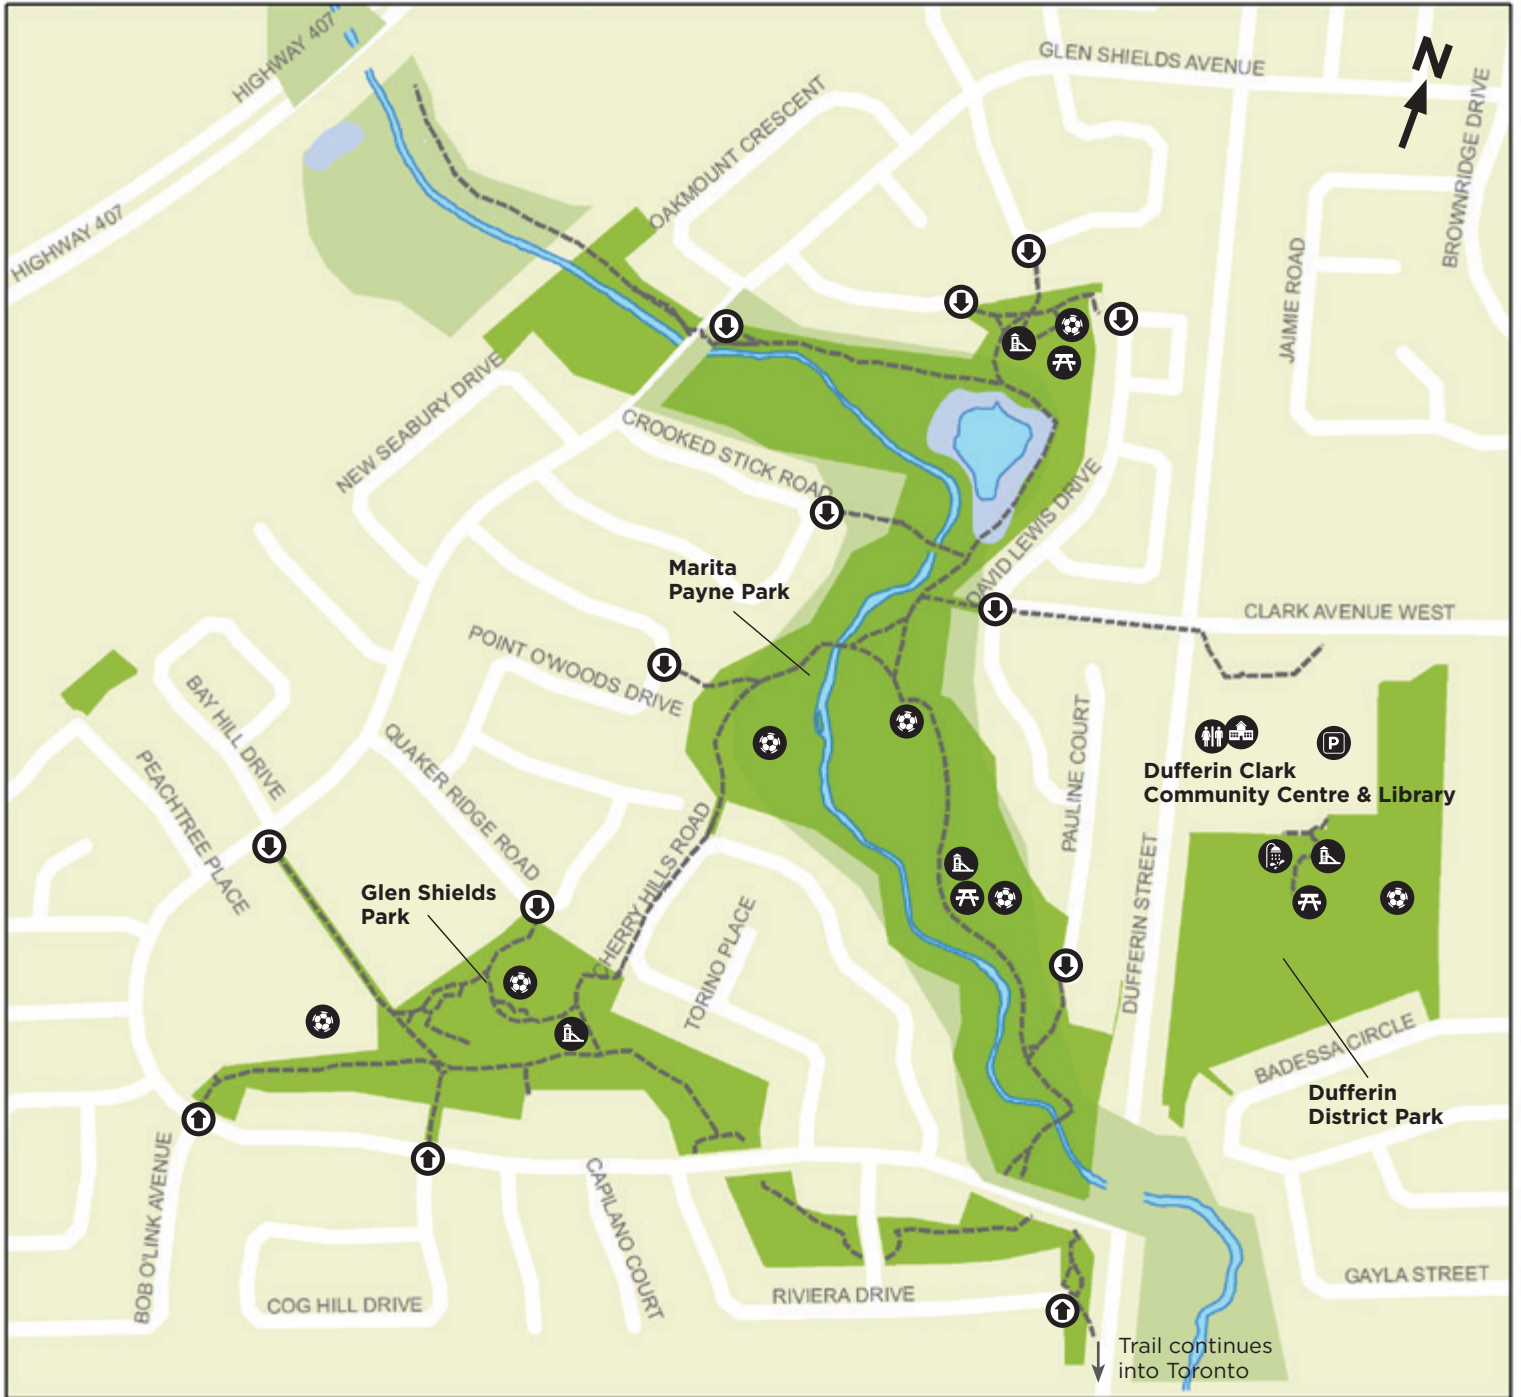 HIGHWAY 407
GLEN SHIELDS AVENUE
N
BROWNRIDGE DRIVE
OAKMOUNT CRESCENT
HIGHWAY 407
JAIMIE ROAD
NEW SEABURY DRIVE
CROOKED STICK ROAD
DAVID LEWIS DRIVE
Marita
Payne Park
CLARK AVENUE WEST
POINT O'WOODS DRIVE
BAY HILL DRIVE
QUAKER RIDGE ROAD
PEACHTREE PLACE
PAULINE COURT
P
Dufferin Clark
Community Centre & Library
CHERRY HILLS ROAD
DUFFERIN STREET
Glen Shields
Park
TORINO PLACE
BADESSA CIRCLE
Dufferin
District Park
BOB O'LINK AVENUE
CAPILANO COURT
COG HILL DRIVE
RIVIERA DRIVE
GAYLA STREET
Trail continues
into Toronto